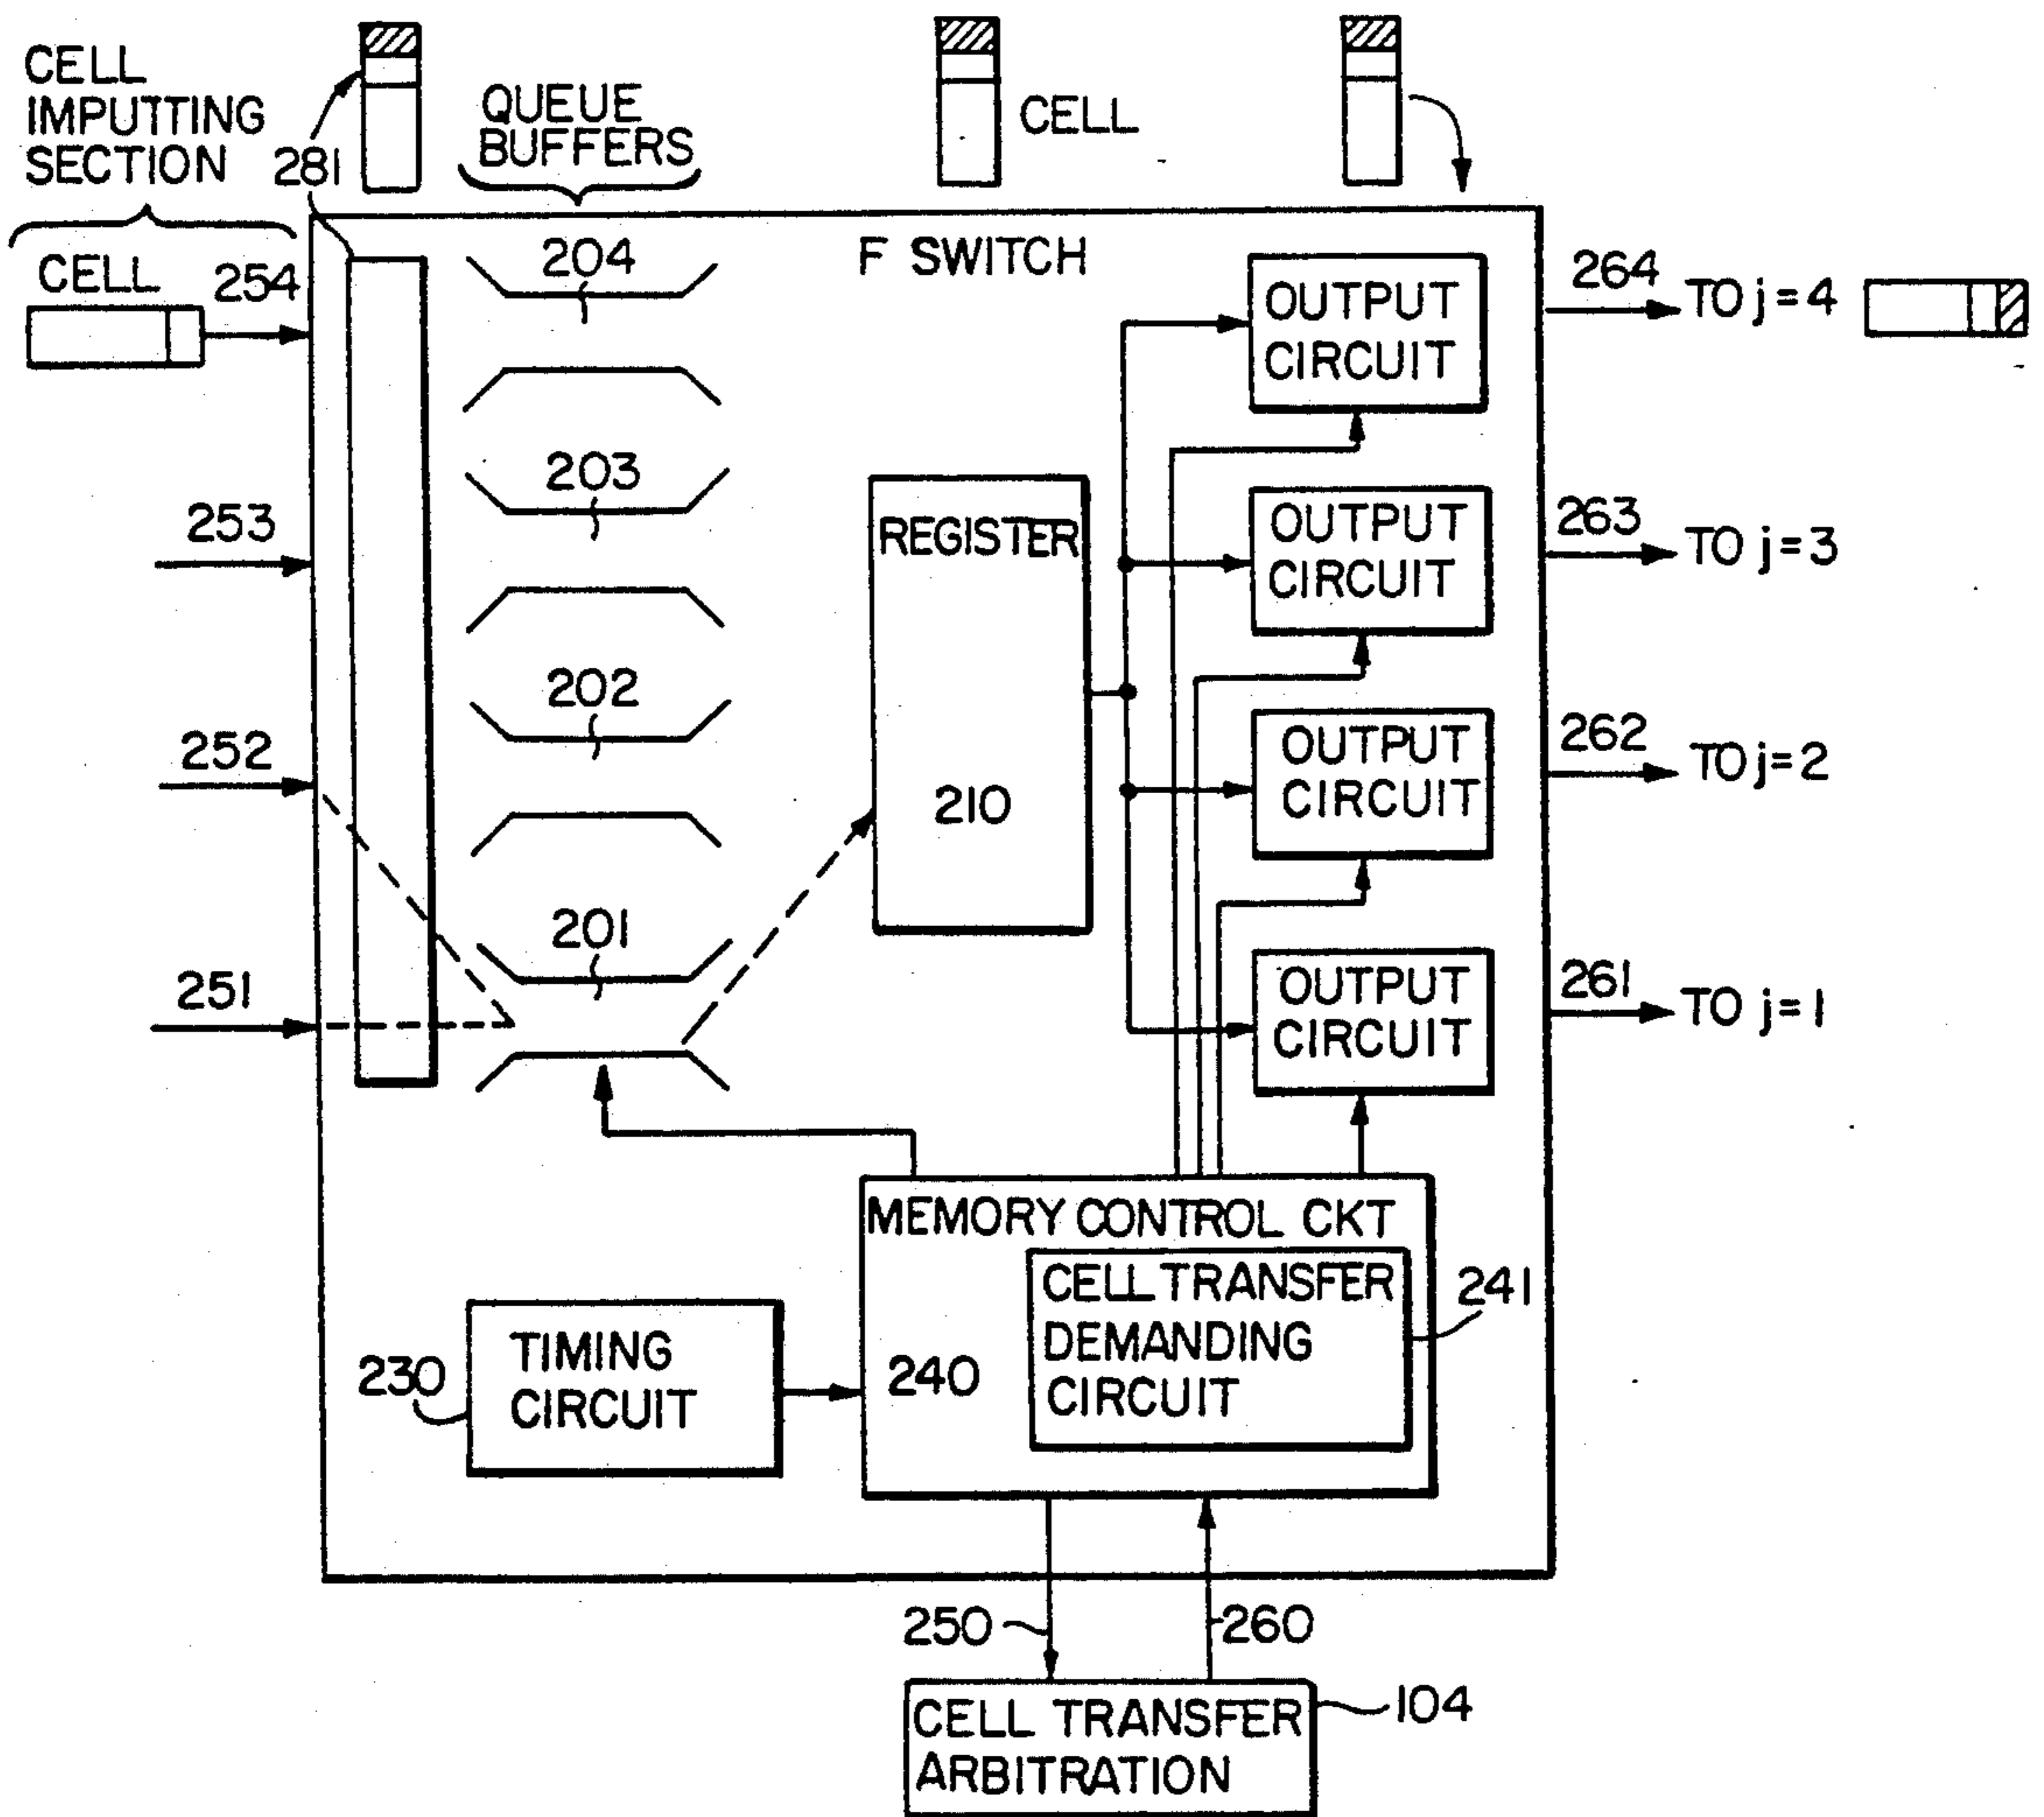 CELL
IMPUTTING
SECTION
281
QUEUE
BUFFERS
CELL
CELL
254
204
F SWITCH
OUTPUT
CIRCUIT
264
TO j=4
253
203
REGISTER
210
OUTPUT
CIRCUIT
263
TO j=3
252
202
OUTPUT
CIRCUIT
262
TO j=2
251
201
OUTPUT
CIRCUIT
261
TO j=1
MEMORY CONTROL CKT
240
CELL TRANSFER
DEMANDING
CIRCUIT
241
230
TIMING
CIRCUIT
250
260
CELL TRANSFER
ARBITRATION
104